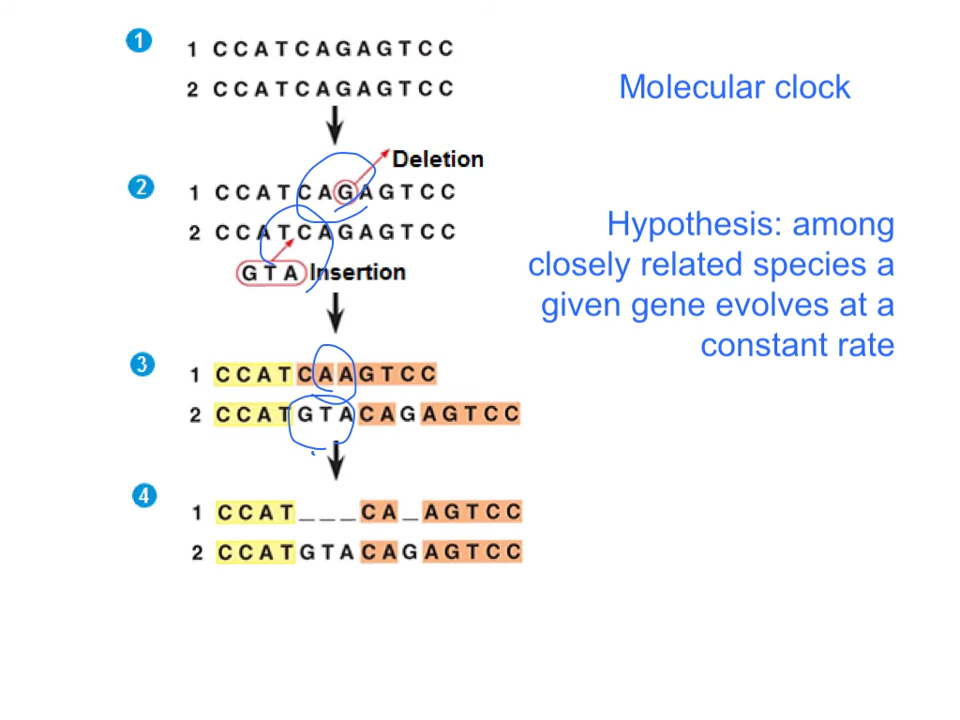 1
1 CCATCAGAGTCC
2 CCATCAGAGTCC
Molecular clock
Deletion
2
1 CCATCAGAGTCC
2 CCATCAGAGTCC
GTA Insertion
Hypothesis: among
closely related species a
given gene evolves at a
constant rate
3
1 CCATCAAGTCC
2 CCATGTACAGAGTCC
4
1 CCAT___CA_AGTCC
2 CCATGTACAGAGTCC